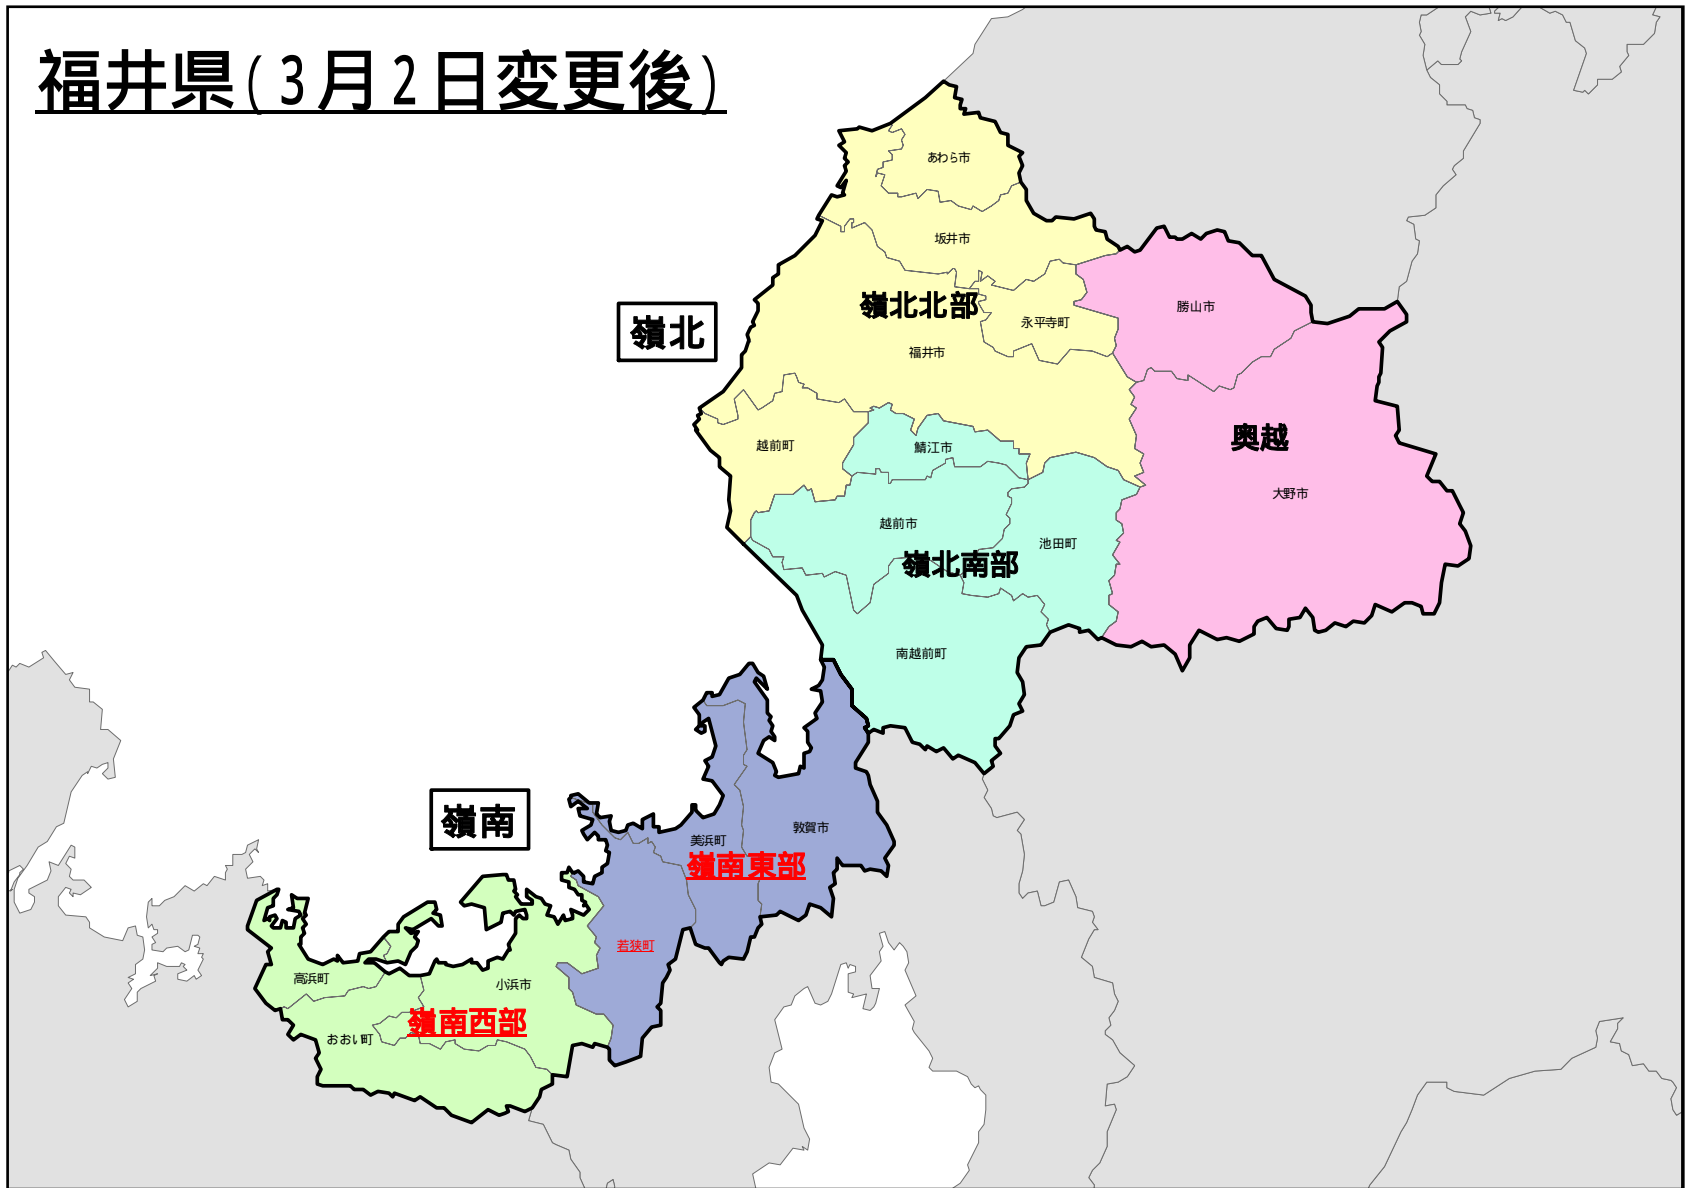 福井県(3月2日変更後)
あわら市
坂井市
嶺北北部
勝山市
永平寺町
嶺北
福井市
奥越
越前町
鯖江市
大野市
越前市
池田町
嶺北南部
南越前町
嶺南
敦賀市
美浜町
嶺南東部
若狭町
高浜町
小浜市
嶺南西部
おおい町